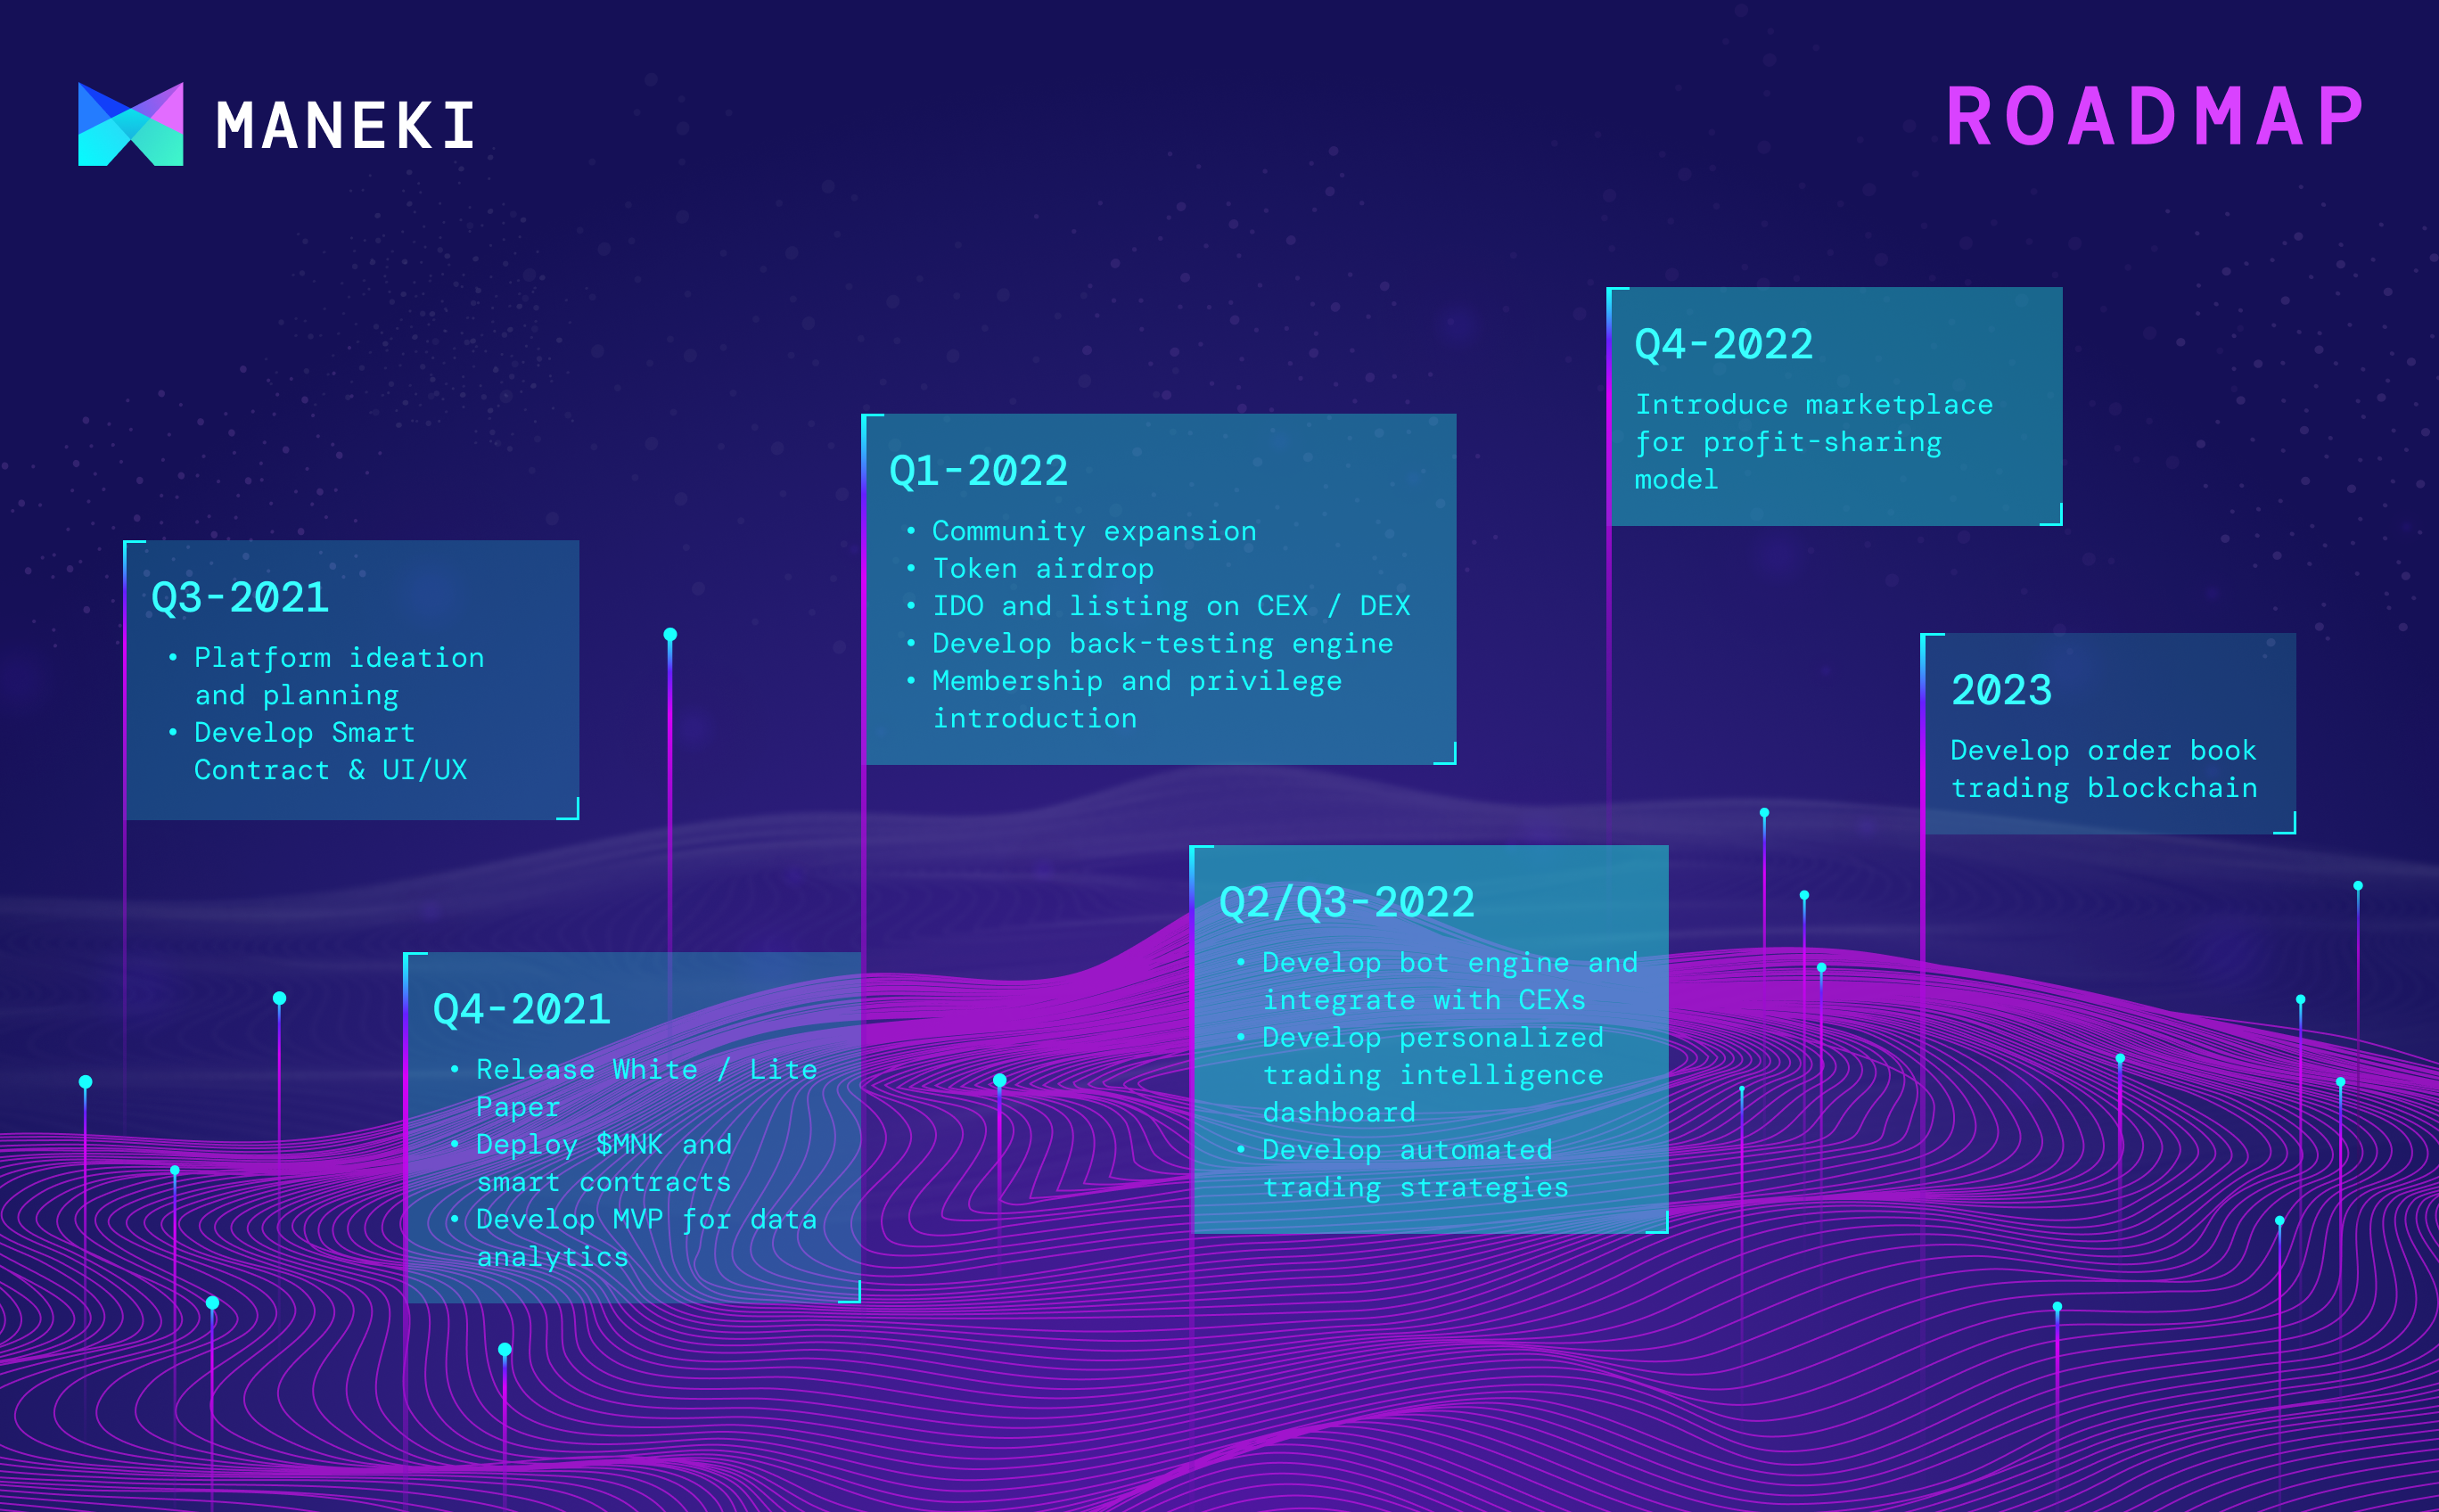 MANEKI
ROADMAP
Q3-2021
• Platform ideation
and planning
• Develop Smart
Contract & UI/UX
Q4-2021
• Release White / Lite
Paper
• Deploy $MNK and
smart contracts
• Develop MVP for data
analytics
Q1-2022
• Community expansion
• Token airdrop
• IDO and listing on CEX / DEX
• Develop back-testing engine
• Membership and privilege
introduction
Q2/Q3-2022
• Develop bot engine and
integrate with CEXs
• Develop personalized
trading intelligence
dashboard
• Develop automated
trading strategies
Q4-2022
Introduce marketplace
for profit-sharing
model
2023
Develop order book
trading blockchain